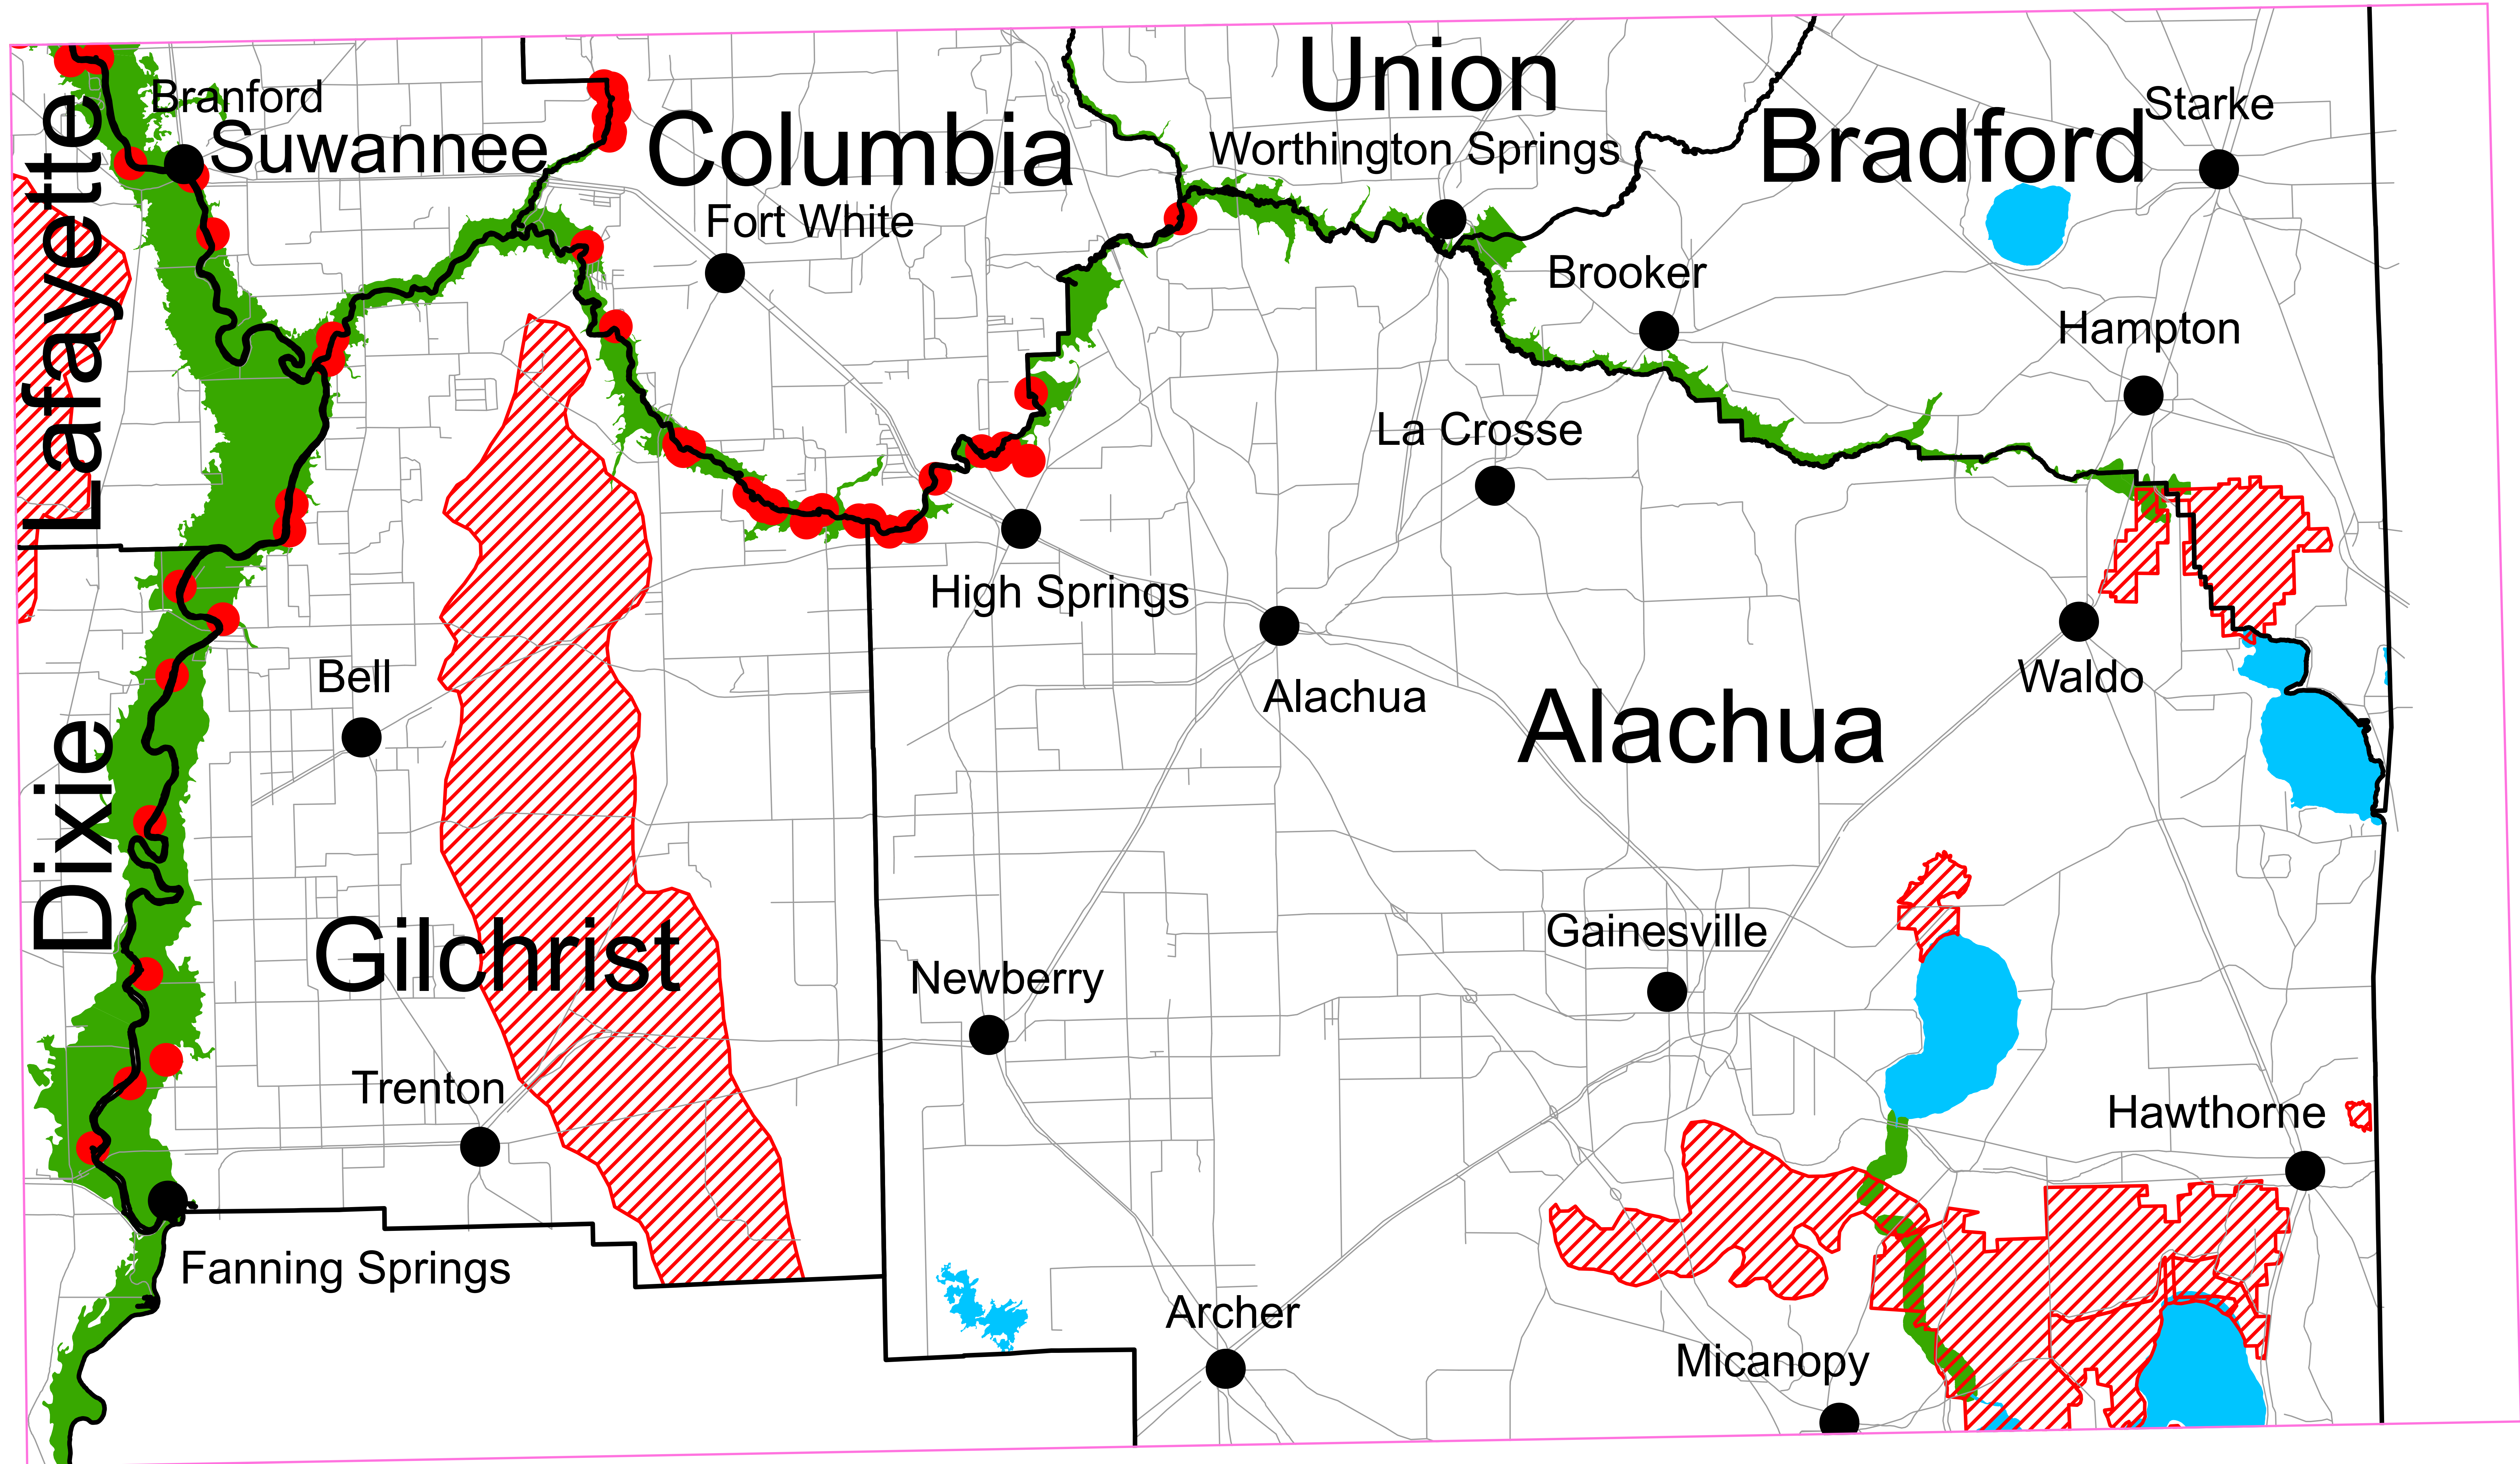 Union
Branford
Starke
Suwannee
Columbia
Worthington Springs
Bradford
Lafayette
Fort White
Brooker
Hampton
La Crosse
High Springs
Bell
Alachua
Waldo
Alachua
Dixie
Gilchrist
Newberry
Gainesville
Trenton
Hawthorne
Fanning Springs
Archer
Micanopy